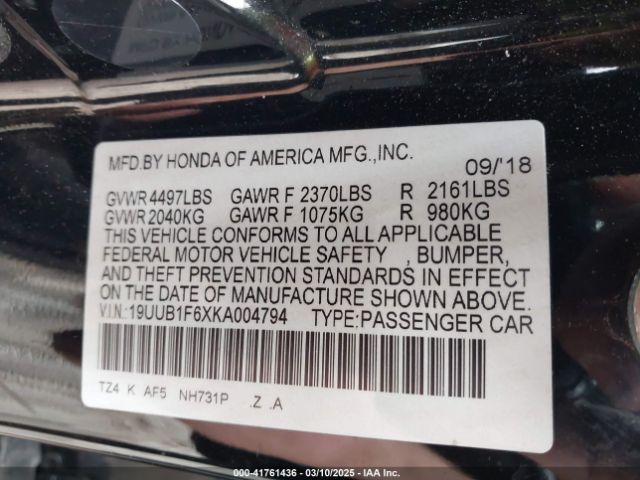 MFD.BY HONDA OF AMERICA MFG.,INC.
09/'18
GVWR 4497LBS GAWR F 2370LBS R 2161LBS
GVWR 2040KG GAWR F 1075KG R 980KG
THIS VEHICLE CONFORMS TO ALL APPLICABLE
FEDERAL MOTOR VEHICLE SAFETY , BUMPER,
AND THEFT PREVENTION STANDARDS IN EFFECT
ON THE DATE OF MANUFACTURE SHOWN ABOVE.
V.I.N.:19UUB1F6XKA004794 TYPE:PASSENGER CAR
TZ4 K AF5 NH731P .Z .A
00-41761436 - 03/10/2025 - IAA Inc.